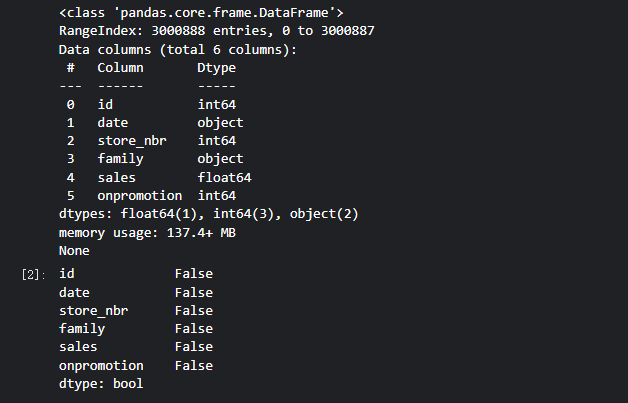 <class 'pandas.core.frame.DataFrame'>
RangeIndex: 3000888 entries, 0 to 3000887
Data columns (total 6 columns):
 #   Column       Dtype
---  ------       -----
 0   id           int64
 1   date         object
 2   store_nbr    int64
 3   family       object
 4   sales        float64
 5   onpromotion  int64
dtypes: float64(1), int64(3), object(2)
memory usage: 137.4+ MB
None
[2]: id             False
date           False
store_nbr      False
family         False
sales          False
onpromotion    False
dtype: bool